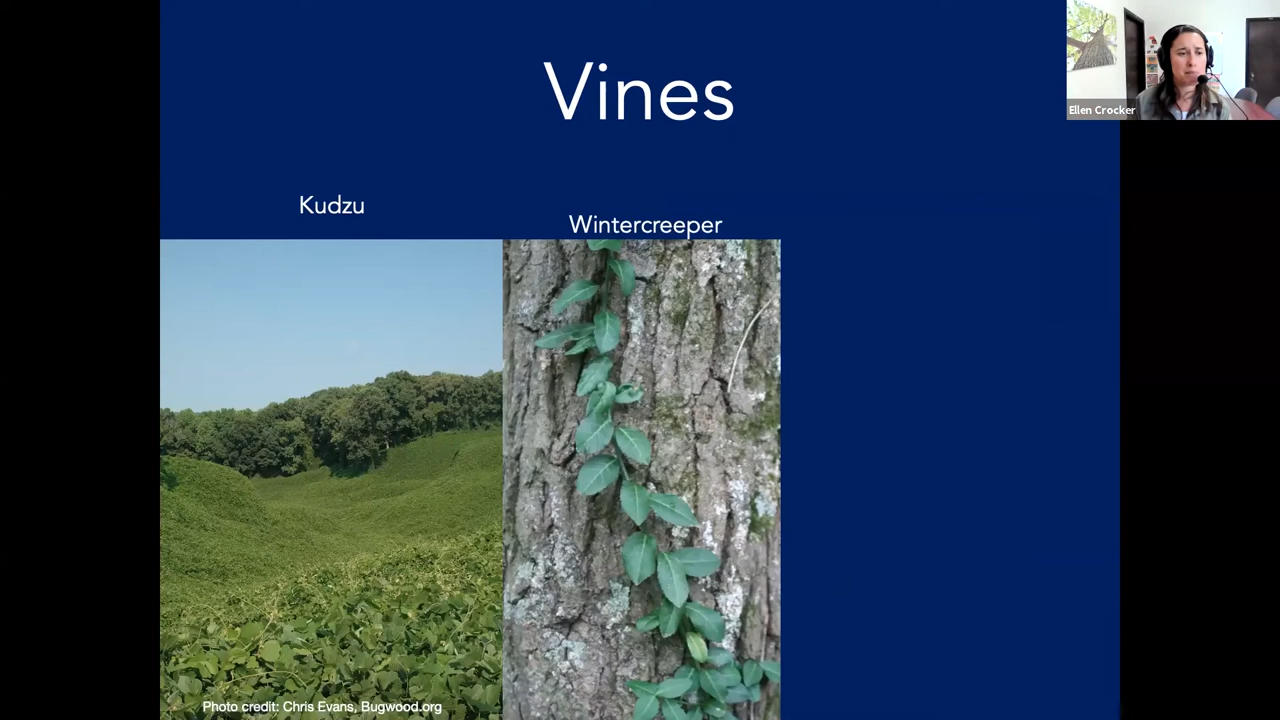 Vines
Ellen Crocker
Kudzu
Wintercreeper
Photo credit: Chris Evans, Bugwood.org